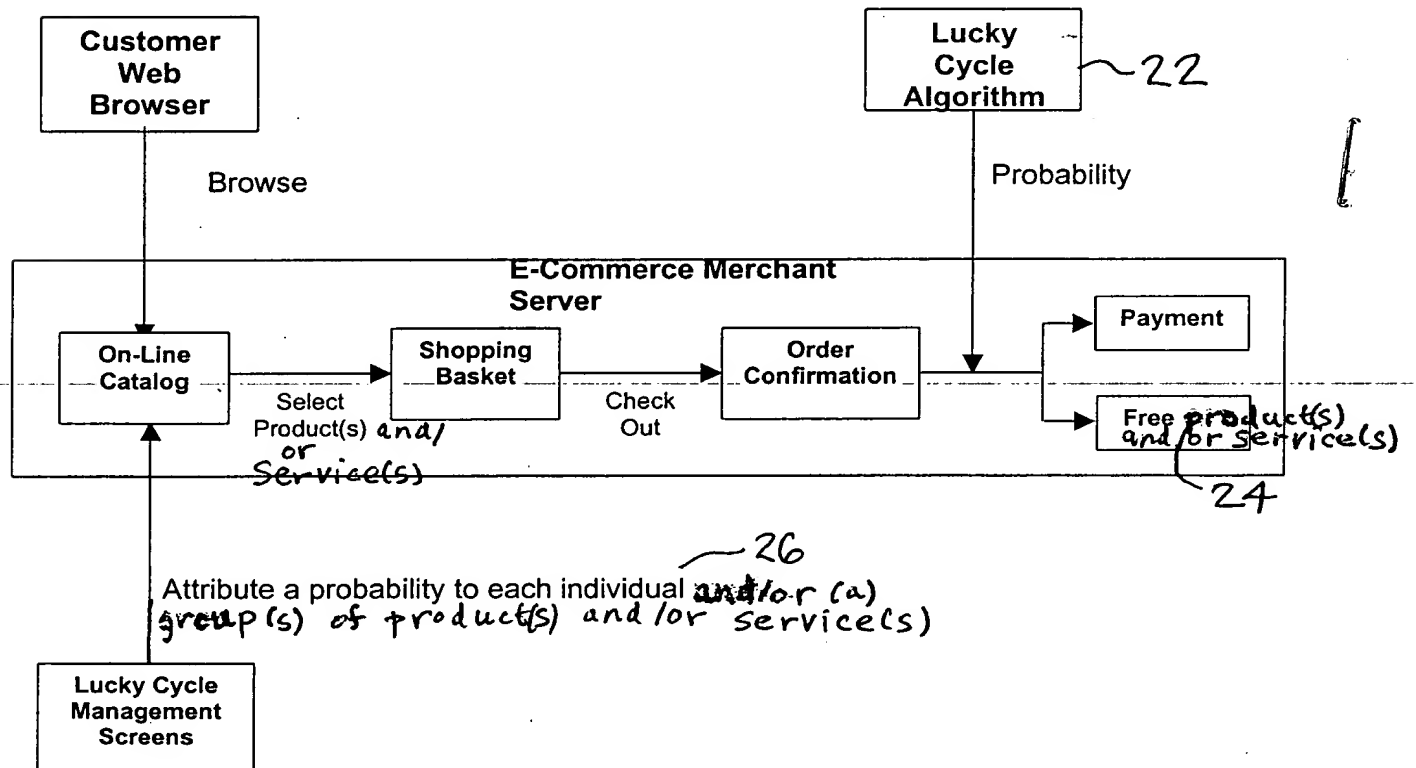 Customer
Web
Browser
Lucky
Cycle
Algorithm
22
Browse
Probability
E-Commerce Merchant
Server
On-Line
Catalog
Select
Product(s) and/
or
Service(s)
Shopping
Basket
Check
Out
Order
Confirmation
Payment
Free product(s)
and/or service(s)
24
26
Attribute a probability to each individual and/or (a)
group(s) of product(s) and/or service(s)
Lucky Cycle
Management
Screens